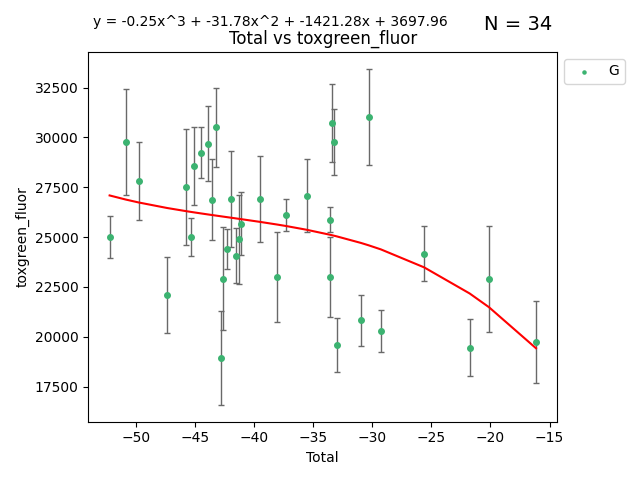 y = -0.25x^3 + -31.78x^2 + -1421.28x + 3697.96
N = 34
Total vs toxgreen_fluor
G
32500
30000
27500
25000
22500
20000
17500
toxgreen_fluor
−50
−45
−40
−35
−30
−25
−20
−15
Total